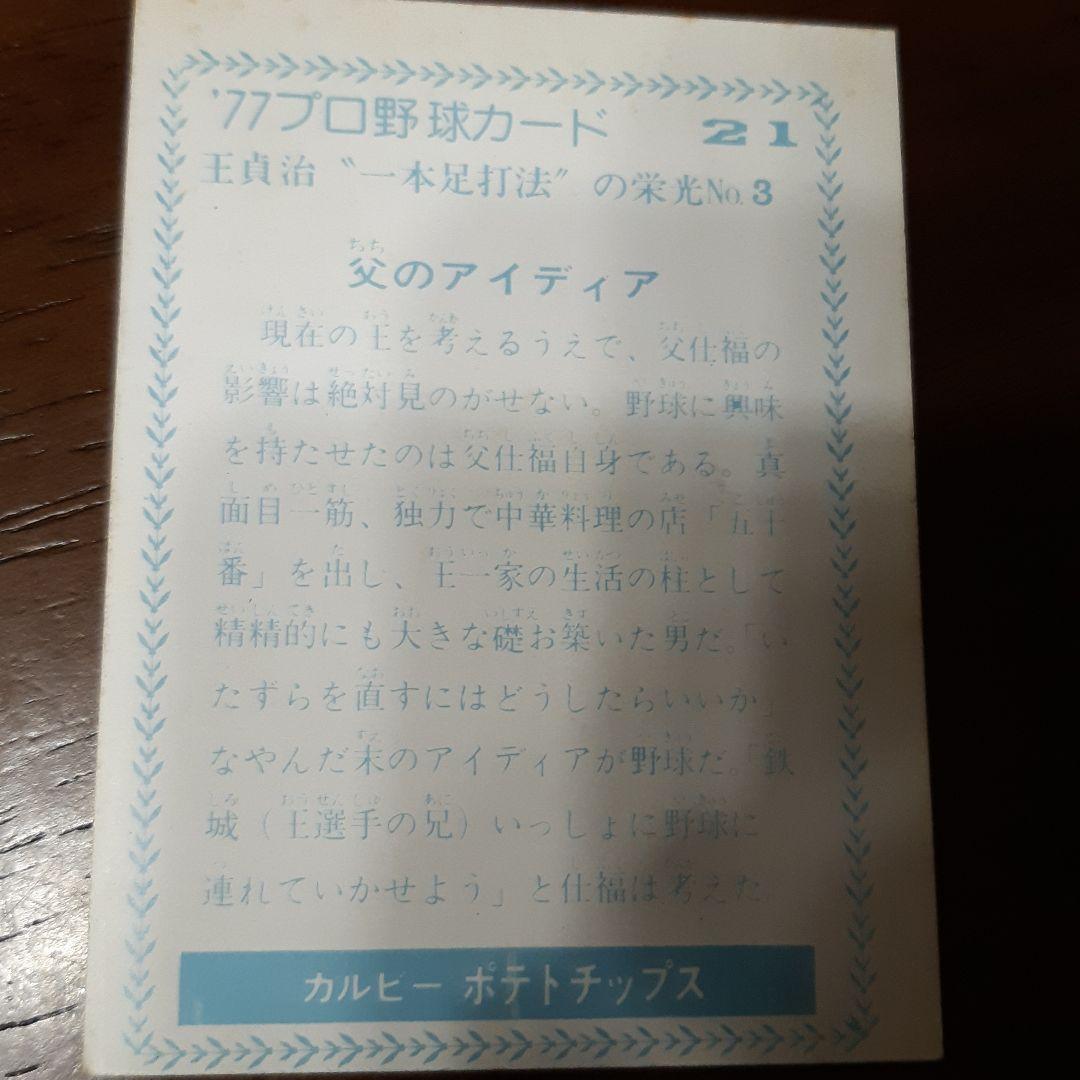 '77プロ野球カード 21
王貞治〝一本足打法〟の栄光No.3
父のアイディア
現在の王を考えるうえで、父仕福の
影響は絶対見のがせない。野球に興味
を持たせたのは父仕福自身である。真
面目一筋、独力で中華料理の店「五十
番」を出し、王一家の生活の柱として
精精的にも大きな礎お築いた男だ。「い
たずらを直すにはどうしたらいいか」
なやんだ末のアイディアが野球だ。「鉄
城（王選手の兄）いっしょに野球に
連れていかせよう」と仕福は考えた
カルビー ポテトチップス